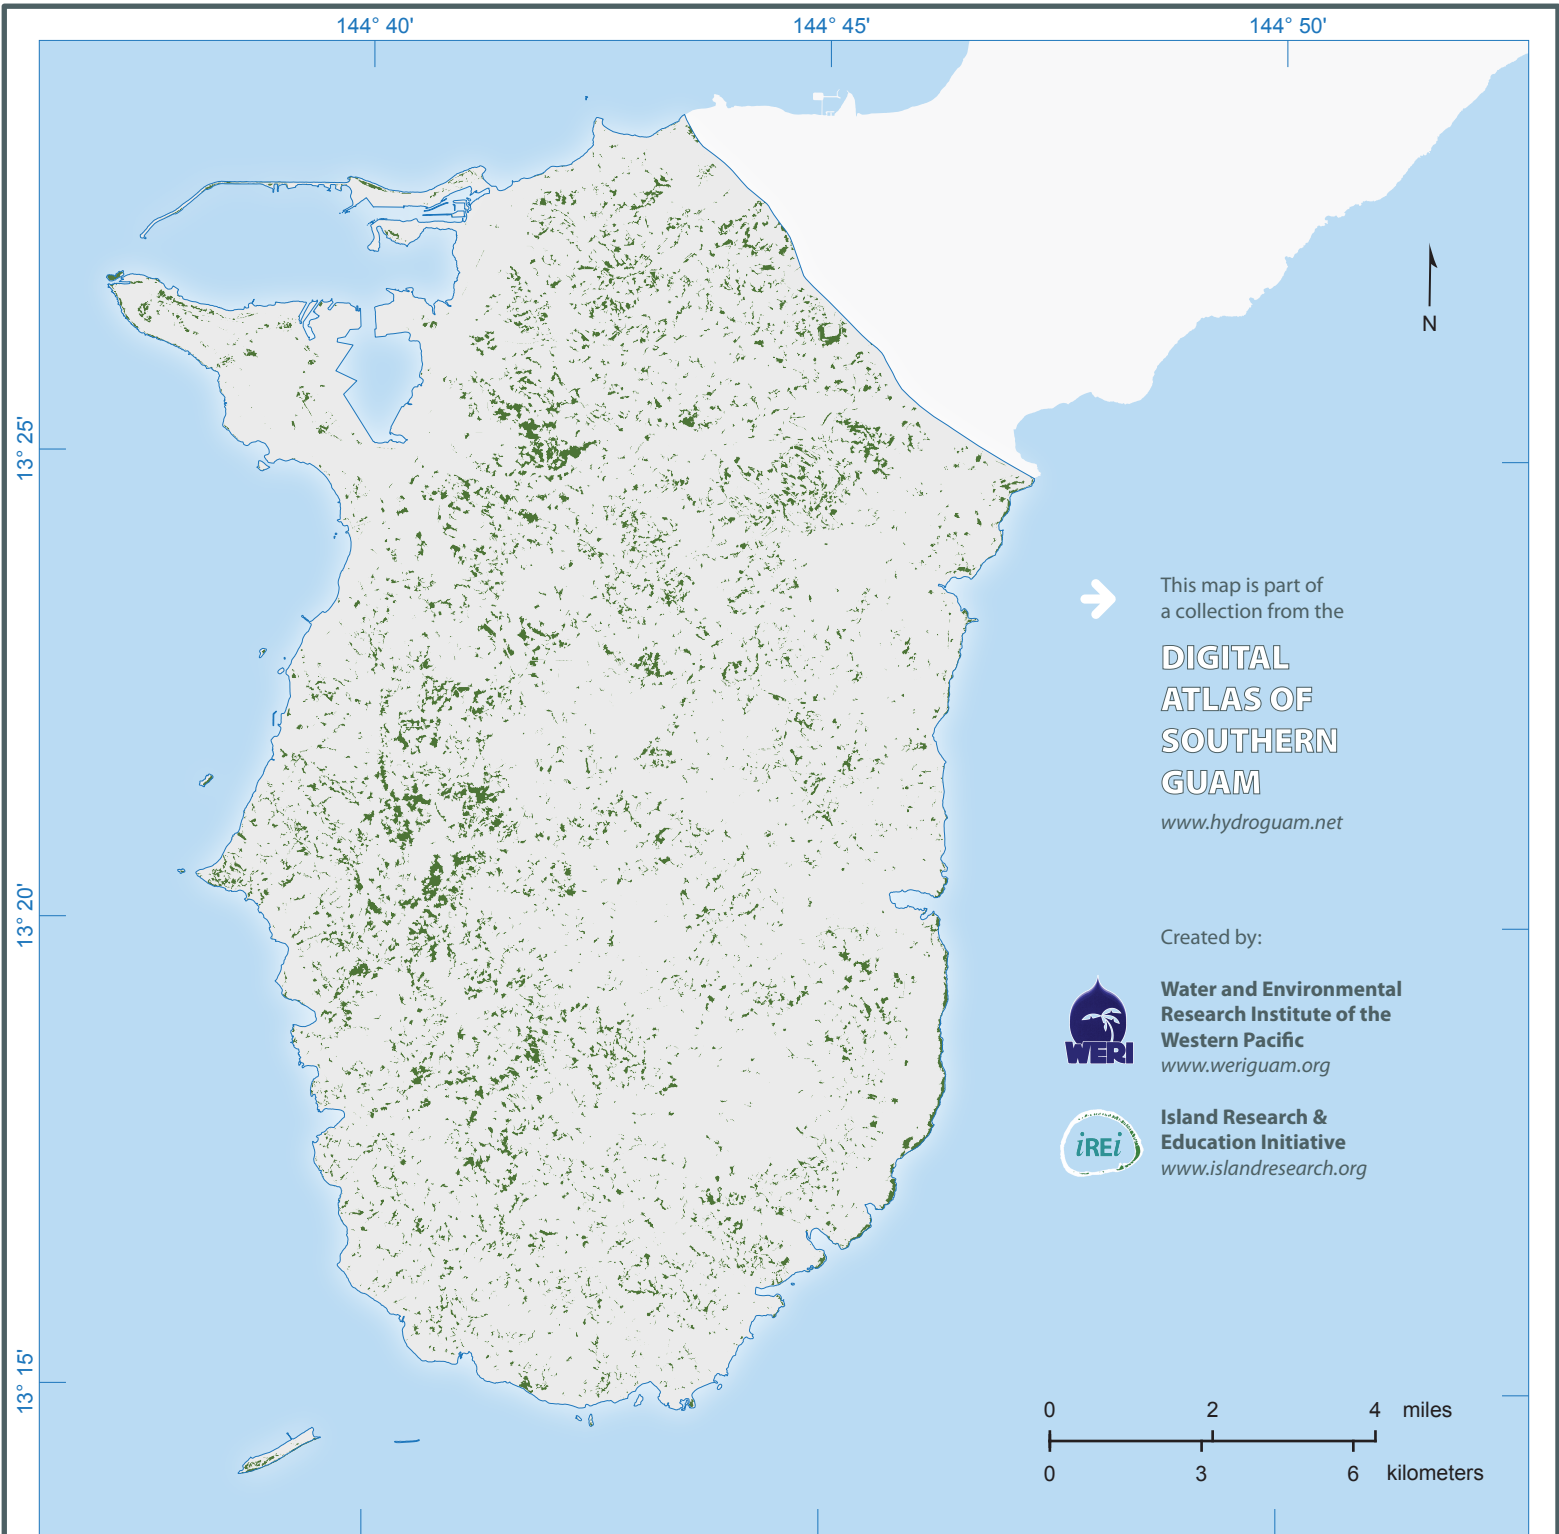 144° 40'
144° 45'
144° 50'
13° 25'
N
This map is part of
a collection from the
DIGITAL
ATLAS OF
SOUTHERN
GUAM
www.hydroguam.net
13° 20'
Created by:
WERI
Water and Environmental
Research Institute of the
Western Pacific
www.weriguam.org
iREi
Island Research &
Education Initiative
www.islandresearch.org
13° 15'
0 2 4 miles
0 3 6 kilometers